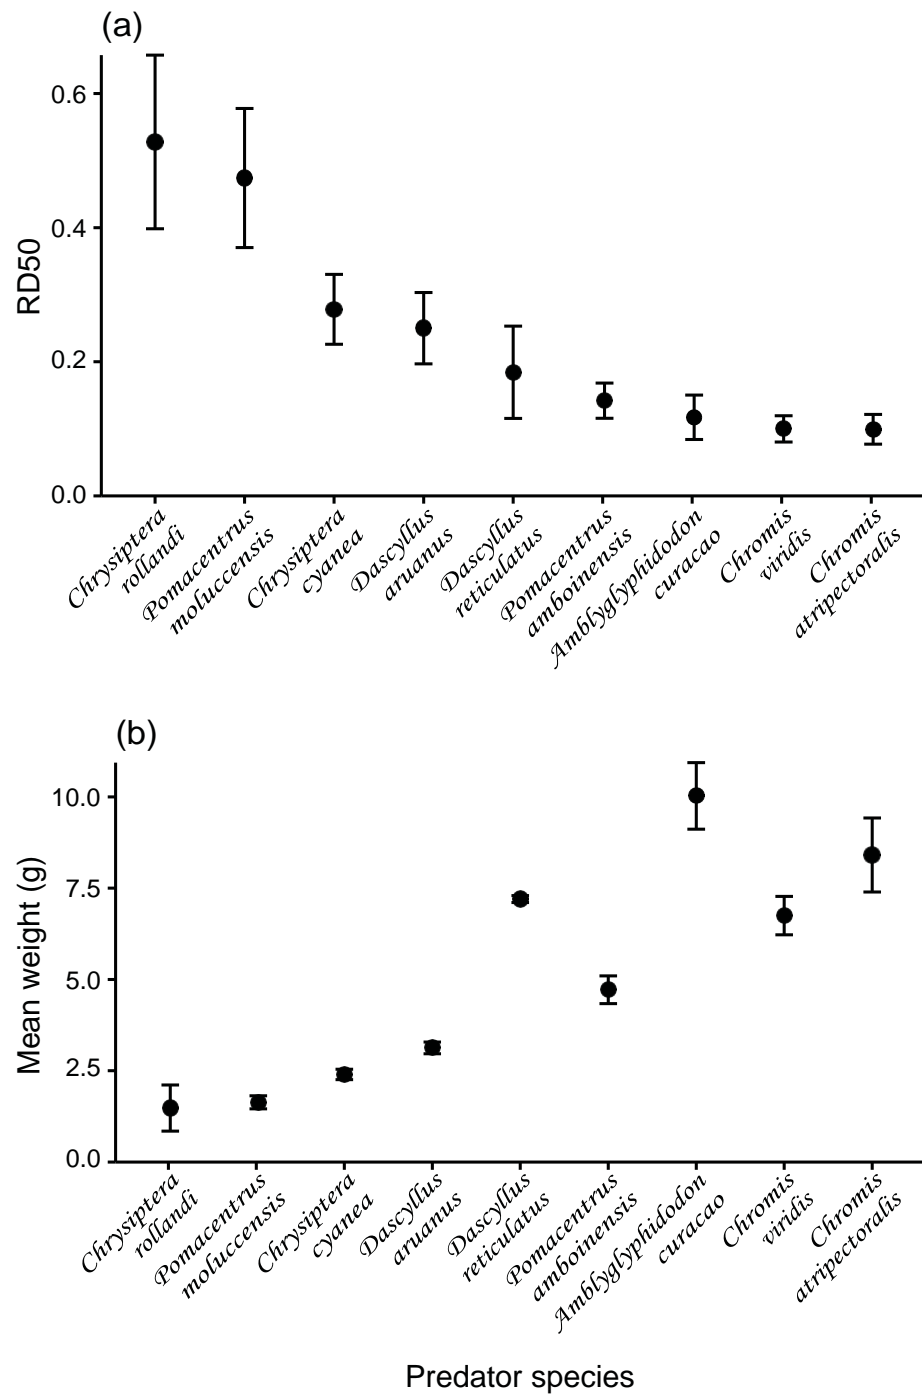 (a)
RD50
0.6
0.4
0.2
0.0
Chrysiptera
rollandi
Pomacentrus
moluccensis
Chrysiptera
cyanea
Dascyllus
aruanus
Dascyllus
reticulatus
Pomacentrus
amboinensis
Amblyglyphidodon
curacao
Chromis
viridis
Chromis
atripectoralis
(b)
Mean weight (g)
10.0
7.5
5.0
2.5
0.0
Chrysiptera
rollandi
Pomacentrus
moluccensis
Chrysiptera
cyanea
Dascyllus
aruanus
Dascyllus
reticulatus
Pomacentrus
amboinensis
Amblyglyphidodon
curacao
Chromis
viridis
Chromis
atripectoralis
Predator species